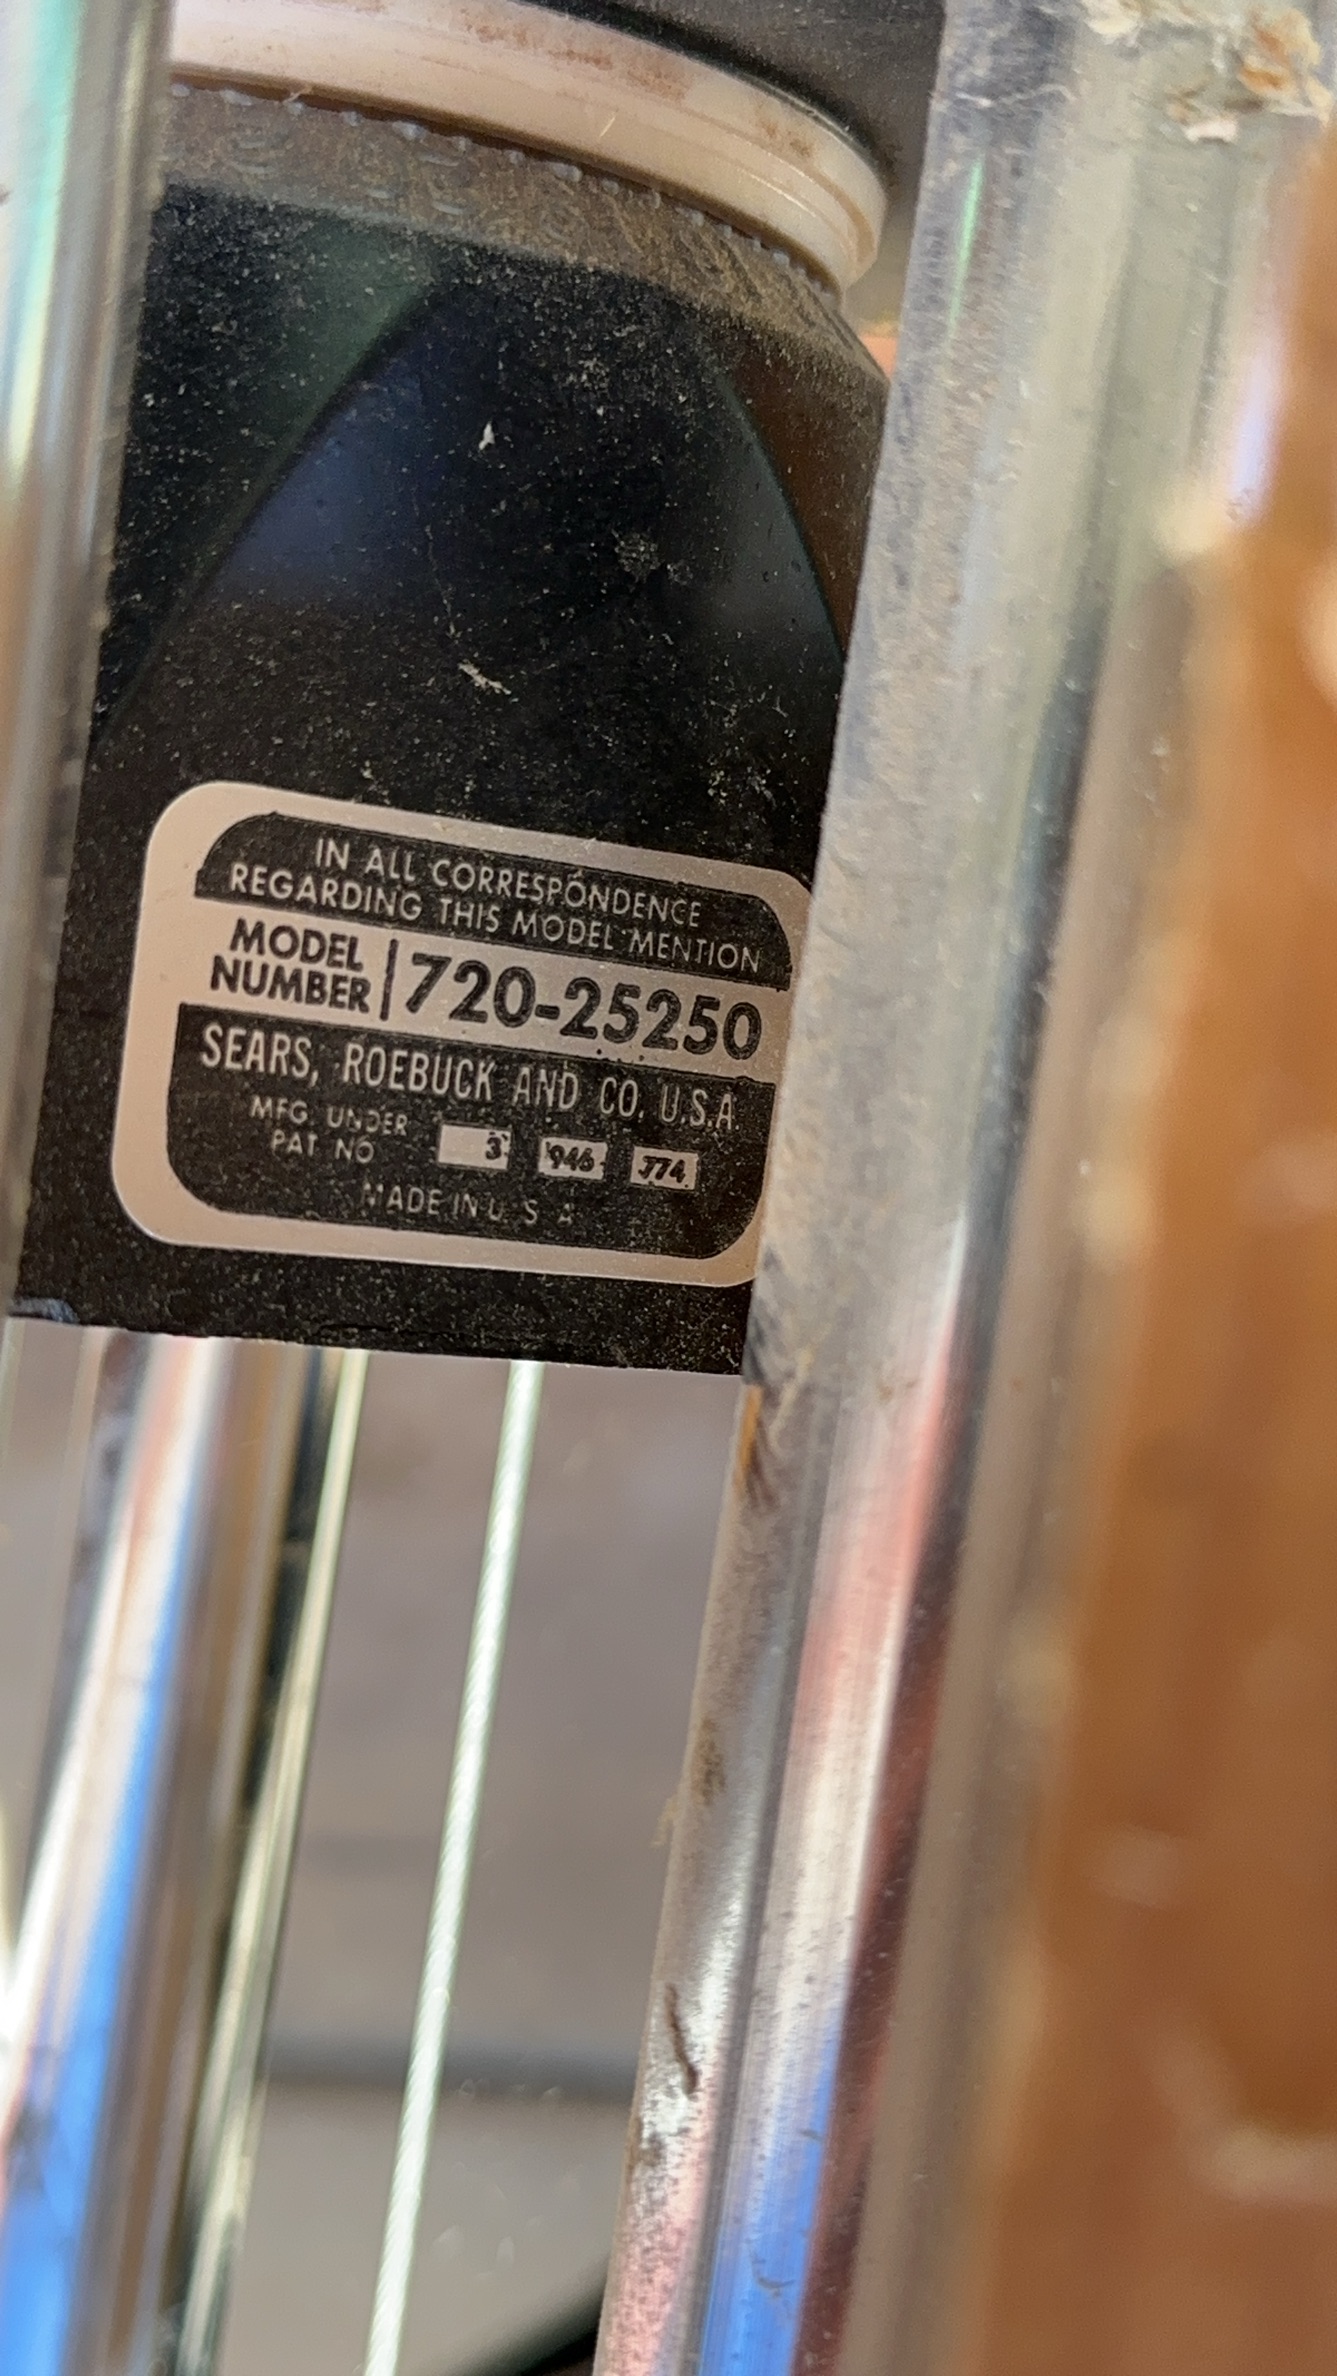 IN ALL CORRESPONDENCE
REGARDING THIS MODEL MENTION
MODEL
NUMBER 720-25250
SEARS, ROEBUCK AND CO. U.S.A.
MFG. UNDER
PAT NO 3 946 774
MADE IN U S A